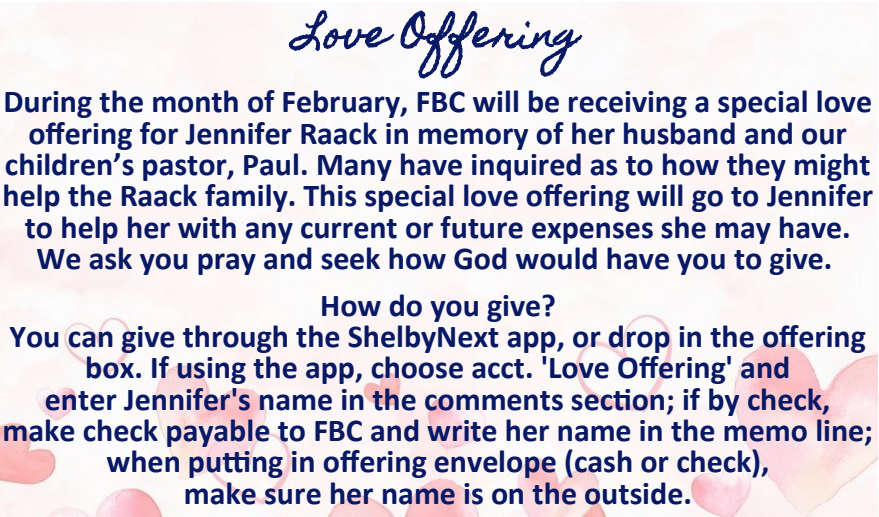 Love Offering
During the month of February, FBC will be receiving a special love
offering for Jennifer Raack in memory of her husband and our
children’s pastor, Paul. Many have inquired as to how they might
help the Raack family. This special love offering will go to Jennifer
to help her with any current or future expenses she may have.
We ask you pray and seek how God would have you to give.
How do you give?
You can give through the ShelbyNext app, or drop in the offering
box. If using the app, choose acct. 'Love Offering' and
enter Jennifer's name in the comments section; if by check,
make check payable to FBC and write her name in the memo line;
when putting in offering envelope (cash or check),
make sure her name is on the outside.